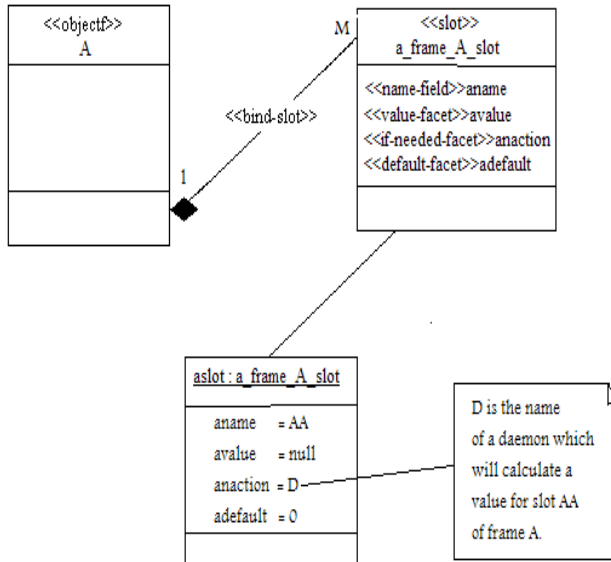 <<objectf>>
A
M
<<slot>>
a_frame_A_slot
<<name-field>>aname
<<value-facet>>avalue
<<if-needed-facet>>anaction
<<default-facet>>adefault
<<bind-slot>>
1
aslot : a_frame_A_slot
aname = AA
avalue = null
anaction = D
adefault = 0
D is the name
of a daemon which
will calculate a
value for slot AA
of frame A.